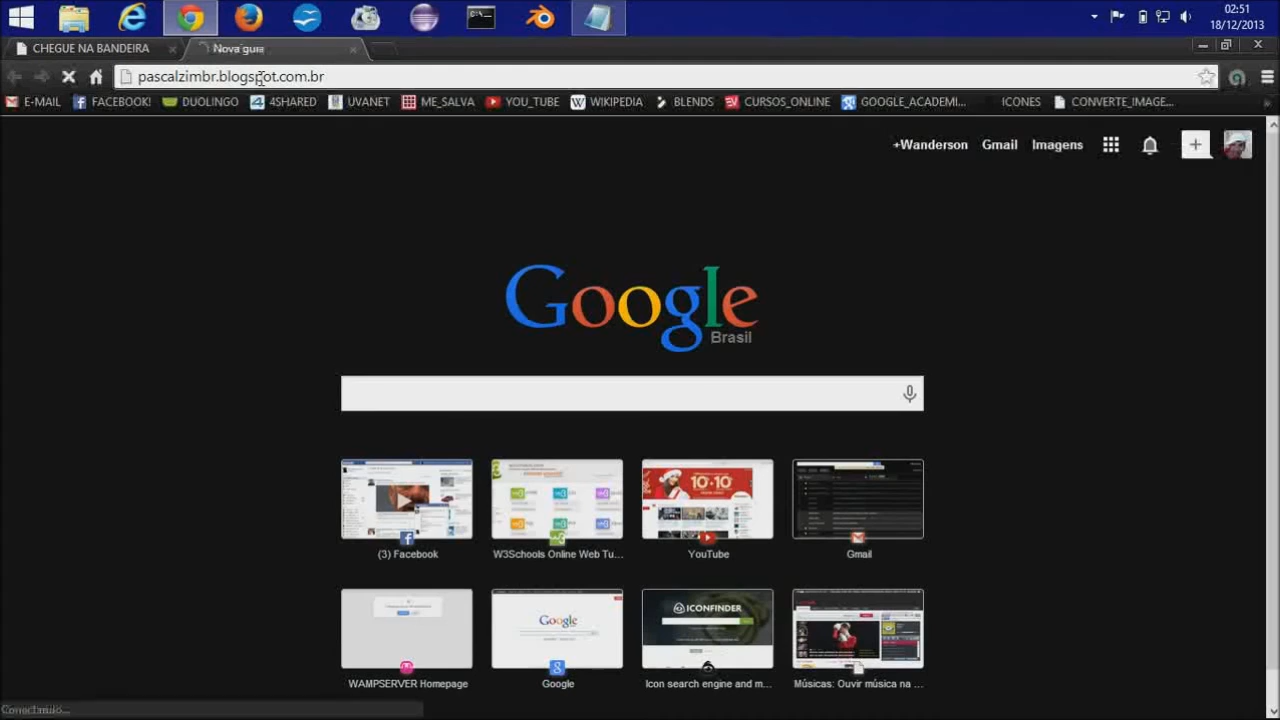 02:51
18/12/2013
CHEGUE NA BANDEIRA
Nova guia
pascalzimbr.blogspot.com.br
E-MAIL FACEBOOK! DUOLINGO 4SHARED UVANET ME_SALVA YOU_TUBE WIKIPEDIA BLENDS CURSOS_ONLINE GOOGLE_ACADEMI... ICONES CONVERTE_IMAGE...
+Wanderson Gmail Imagens
Google
Brasil
(3) Facebook W3Schools Online Web Tu... YouTube Gmail
Google
ICONFINDER
WAMPSERVER Homepage Google Icon search engine and m... Músicas: Ouvir música na ...